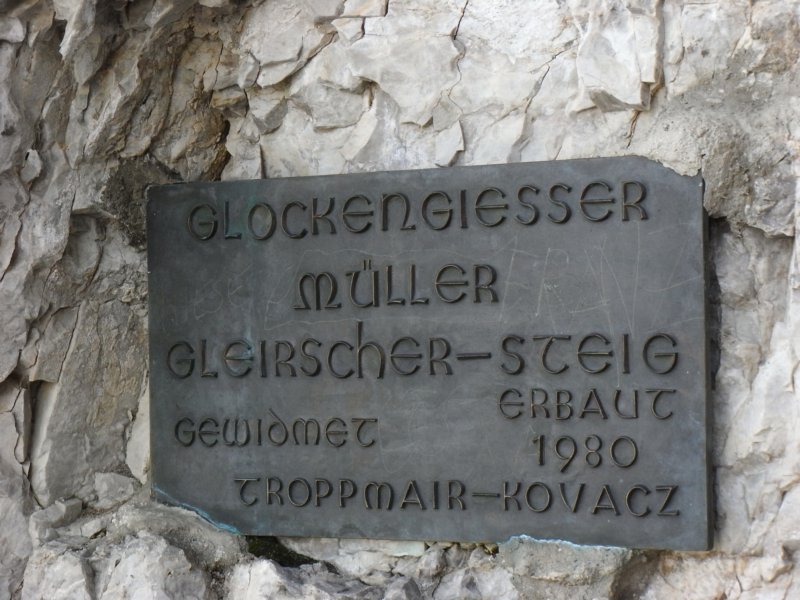 GLOCKENGIESSER
MÜLLER
GLEIRSCHER-STEIG
ERBAUT
GEWIDMET
1980
TROPPMAIR-KOVACZ